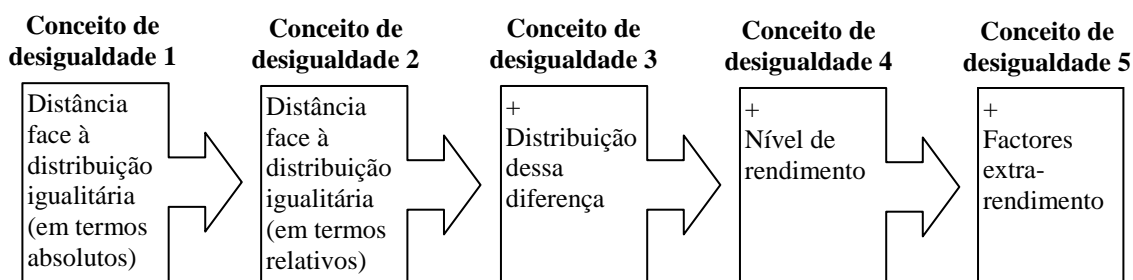 Conceito de
desigualdade 1
Distância
face à
distribuição
igualitária
(em termos
absolutos)
Conceito de
desigualdade 2
Distância
face à
distribuição
igualitária
(em termos
relativos)
Conceito de
desigualdade 3
+
Distribuição
dessa
diferença
Conceito de
desigualdade 4
+
Nível de
rendimento
Conceito de
desigualdade 5
+
Factores
extra-
rendimento